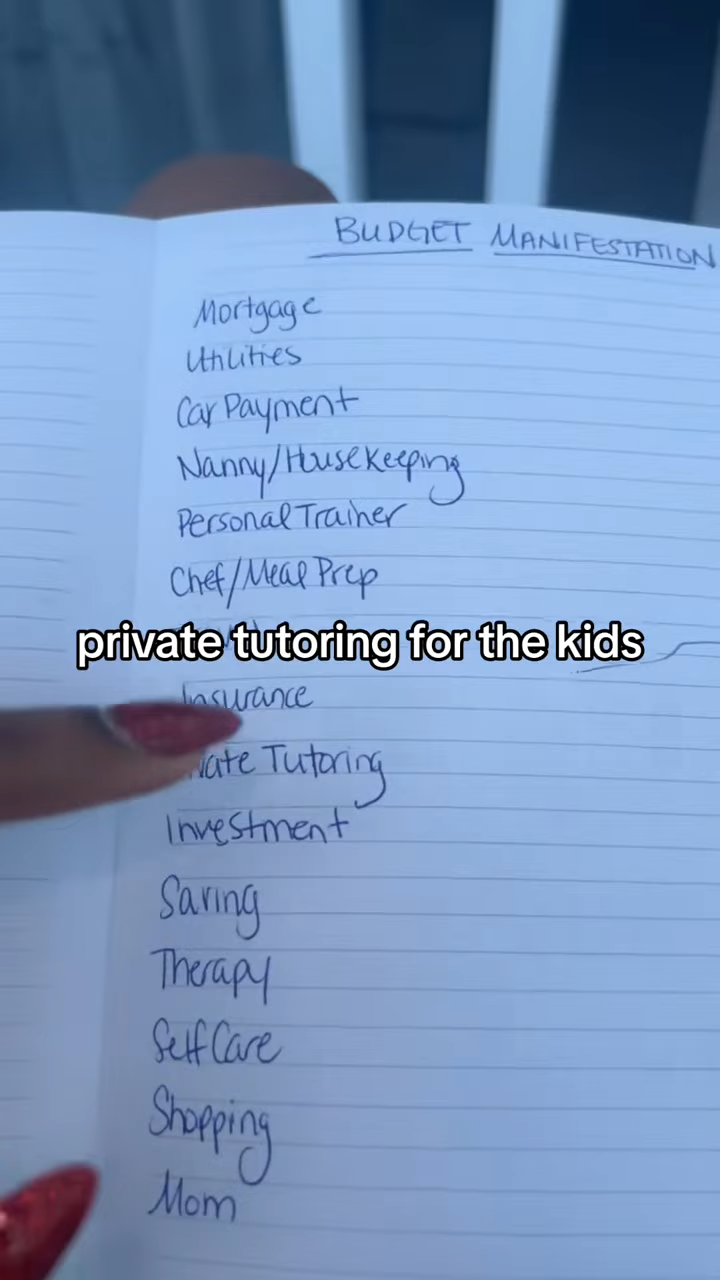 BUDGET MANIFESTATION
Mortgage
Utilities
Car Payment
Nanny/Housekeeping
Personal Trainer
Chef/Meal Prep
private tutoring for the kids
Insurance
Tutoring
Investment
Saving
Therapy
Self Care
Shopping
Mom